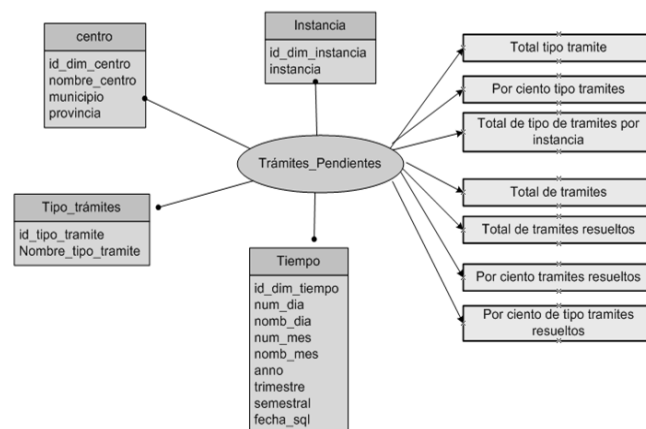 centro
id_dim_centro
nombre_centro
municipio
provincia
Instancia
id_dim_instancia
instancia
Trámites_Pendientes
Tipo_trámites
id_tipo_tramite
Nombre_tipo_tramite
Tiempo
id_dim_tiempo
num_dia
nomb_dia
num_mes
nomb_mes
anno
trimestre
semestral
fecha_sql
Total tipo tramite
Por ciento tipo tramites
Total de tipo de tramites por
instancia
Total de tramites
Total de tramites resueltos
Por ciento tramites resueltos
Por ciento de tipo tramites
resueltos